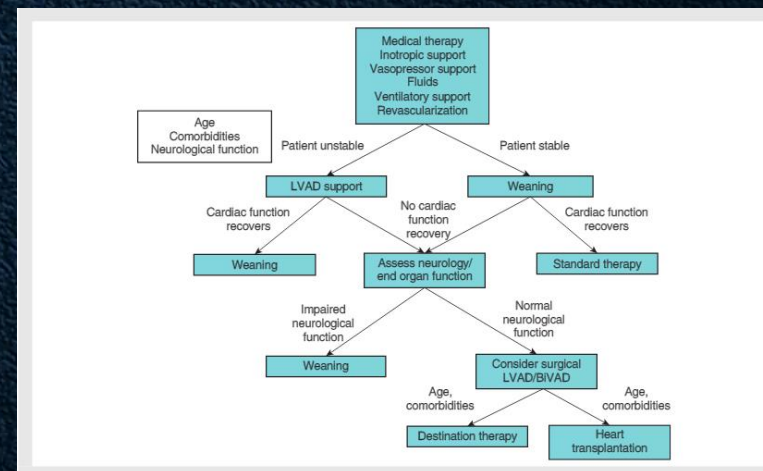 Medical therapy
Inotropic support
Vasopressor support
Fluids
Ventilatory support
Revascularization
Age
Comorbidities
Neurological function
Patient unstable
Patient stable
LVAD support
Weaning
Cardiac function
recovers
No cardiac
function
recovery
Cardiac function
recovers
Weaning
Assess neurology/
end organ function
Standard therapy
Impaired
neurological
function
Normal
neurological
function
Weaning
Consider surgical
LVAD/BiVAD
Age,
comorbidities
Age,
comorbidities
Destination therapy
Heart
transplantation